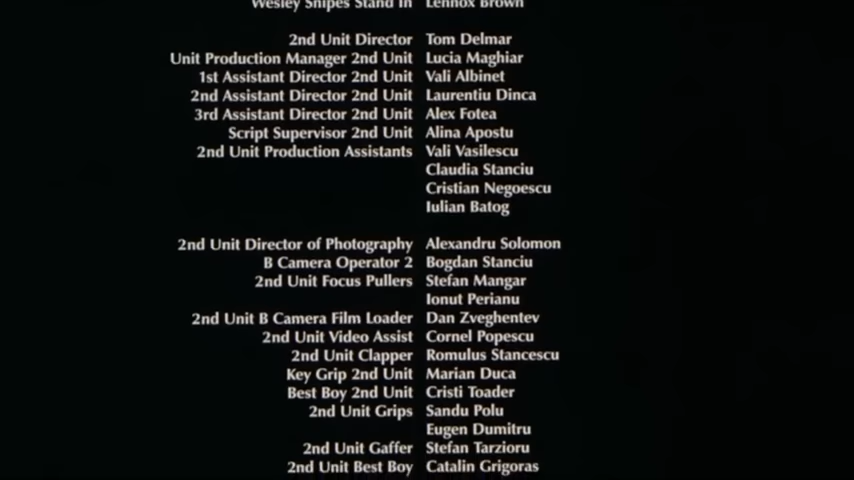 Wesley Snipes Stand In Lennox Brown
2nd Unit Director Tom Delmar
Unit Production Manager 2nd Unit Lucia Maghiar
1st Assistant Director 2nd Unit Vali Albinet
2nd Assistant Director 2nd Unit Laurentiu Dinca
3rd Assistant Director 2nd Unit Alex Fotea
Script Supervisor 2nd Unit Alina Apostu
2nd Unit Production Assistants Vali Vasilescu
Claudia Stanciu
Cristian Negoescu
Iulian Batog
2nd Unit Director of Photography Alexandru Solomon
B Camera Operator 2 Bogdan Stanciu
2nd Unit Focus Pullers Stefan Mangar
Ionut Perianu
2nd Unit B Camera Film Loader Dan Zveghentev
2nd Unit Video Assist Cornel Popescu
2nd Unit Clapper Romulus Stancescu
Key Grip 2nd Unit Marian Duca
Best Boy 2nd Unit Cristi Toader
2nd Unit Grips Sandu Polu
Eugen Dumitru
2nd Unit Gaffer Stefan Tarzioru
2nd Unit Best Boy Catalin Grigoras